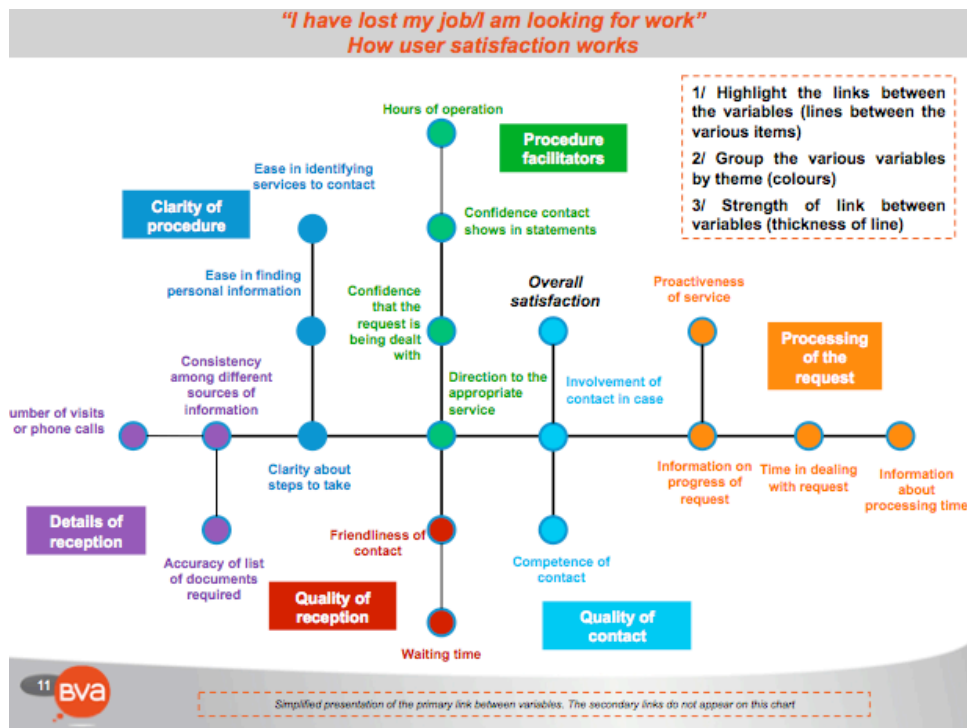 “I have lost my job/I am looking for work”
How user satisfaction works
1/ Highlight the links between
the variables (lines between the
various items)
2/ Group the various variables
by theme (colours)
3/ Strength of link between
variables (thickness of line)
Hours of operation
Procedure
facilitators
Ease in identifying
services to contact
Clarity of
procedure
Confidence contact
shows in statements
Ease in finding
personal information
Confidence
that the
request is
being dealt
with
Overall
satisfaction
Proactiveness
of service
Processing
of the
request
Consistency
among different
sources of
information
Direction to the
appropriate
service
Involvement of
contact in case
umber of visits
or phone calls
Clarity about
steps to take
Information on
progress of
request
Time in dealing
with request
Information
about
processing time
Details of
reception
Accuracy of list
of documents
required
Friendliness of
contact
Competence of
contact
Quality of
reception
Quality of
contact
Waiting time
11
BVA
Simplified presentation of the primary link between variables. The secondary links do not appear on this chart